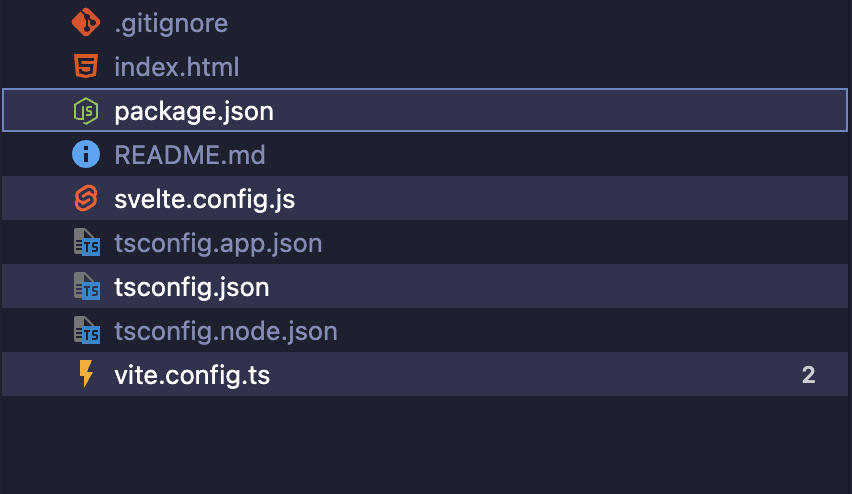 .gitignore
index.html
package.json
README.md
svelte.config.js
tsconfig.app.json
tsconfig.json
tsconfig.node.json
vite.config.ts 2